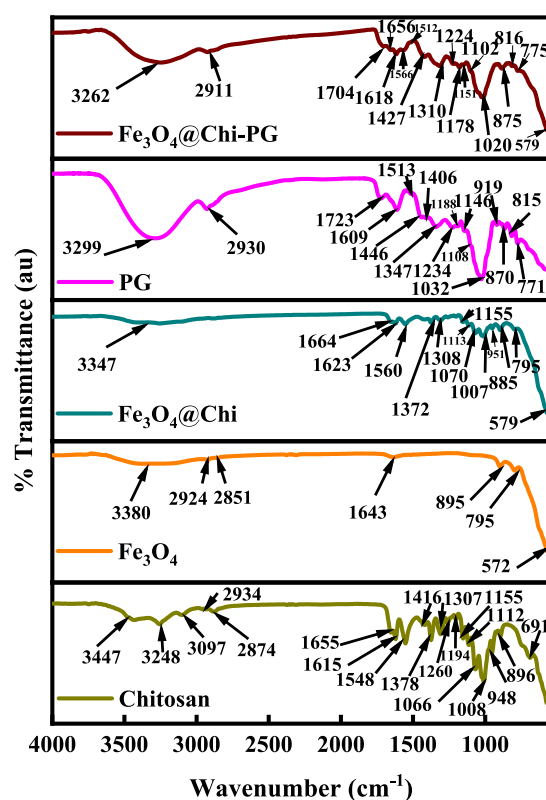 1656 1512 1224 1102 816 775
3262 2911 1704 1618 1566 1427 1310 1178 1151 1020 875 579
Fe₃O₄@Chi-PG
1513 1406 1188 1146 919 815
3299 2930 1723 1609 1446 1347 1234 1108 1032 870 771
PG
1155
3347 1664 1623 1560 1372 1308 1113 1070 1007 951 885 795 579
Fe₃O₄@Chi
3380 2924 2851 1643 895 795 572
Fe₃O₄
2934 1416 1307 1155 1112 691
3447 3248 3097 2874 1655 1615 1548 1378 1260 1194 1066 1008 948 896
Chitosan
% Transmittance (au)
4000 3500 3000 2500 2000 1500 1000
Wavenumber (cm⁻¹)